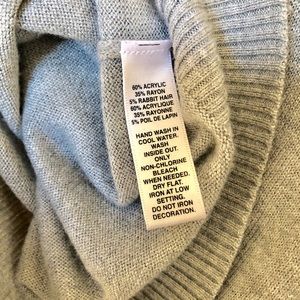 60% ACRYLIC
35% RAYON
5% RABBIT HAIR
60% ACRYLIQUE
35% RAYONNE
5% POIL DE LAPIN
HAND WASH IN
COOL WATER.
WASH
INSIDE OUT.
ONLY
NON-CHLORINE
BLEACH
WHEN NEEDED.
DRY FLAT.
IRON AT LOW
SETTING.
DO NOT IRON
DECORATION.